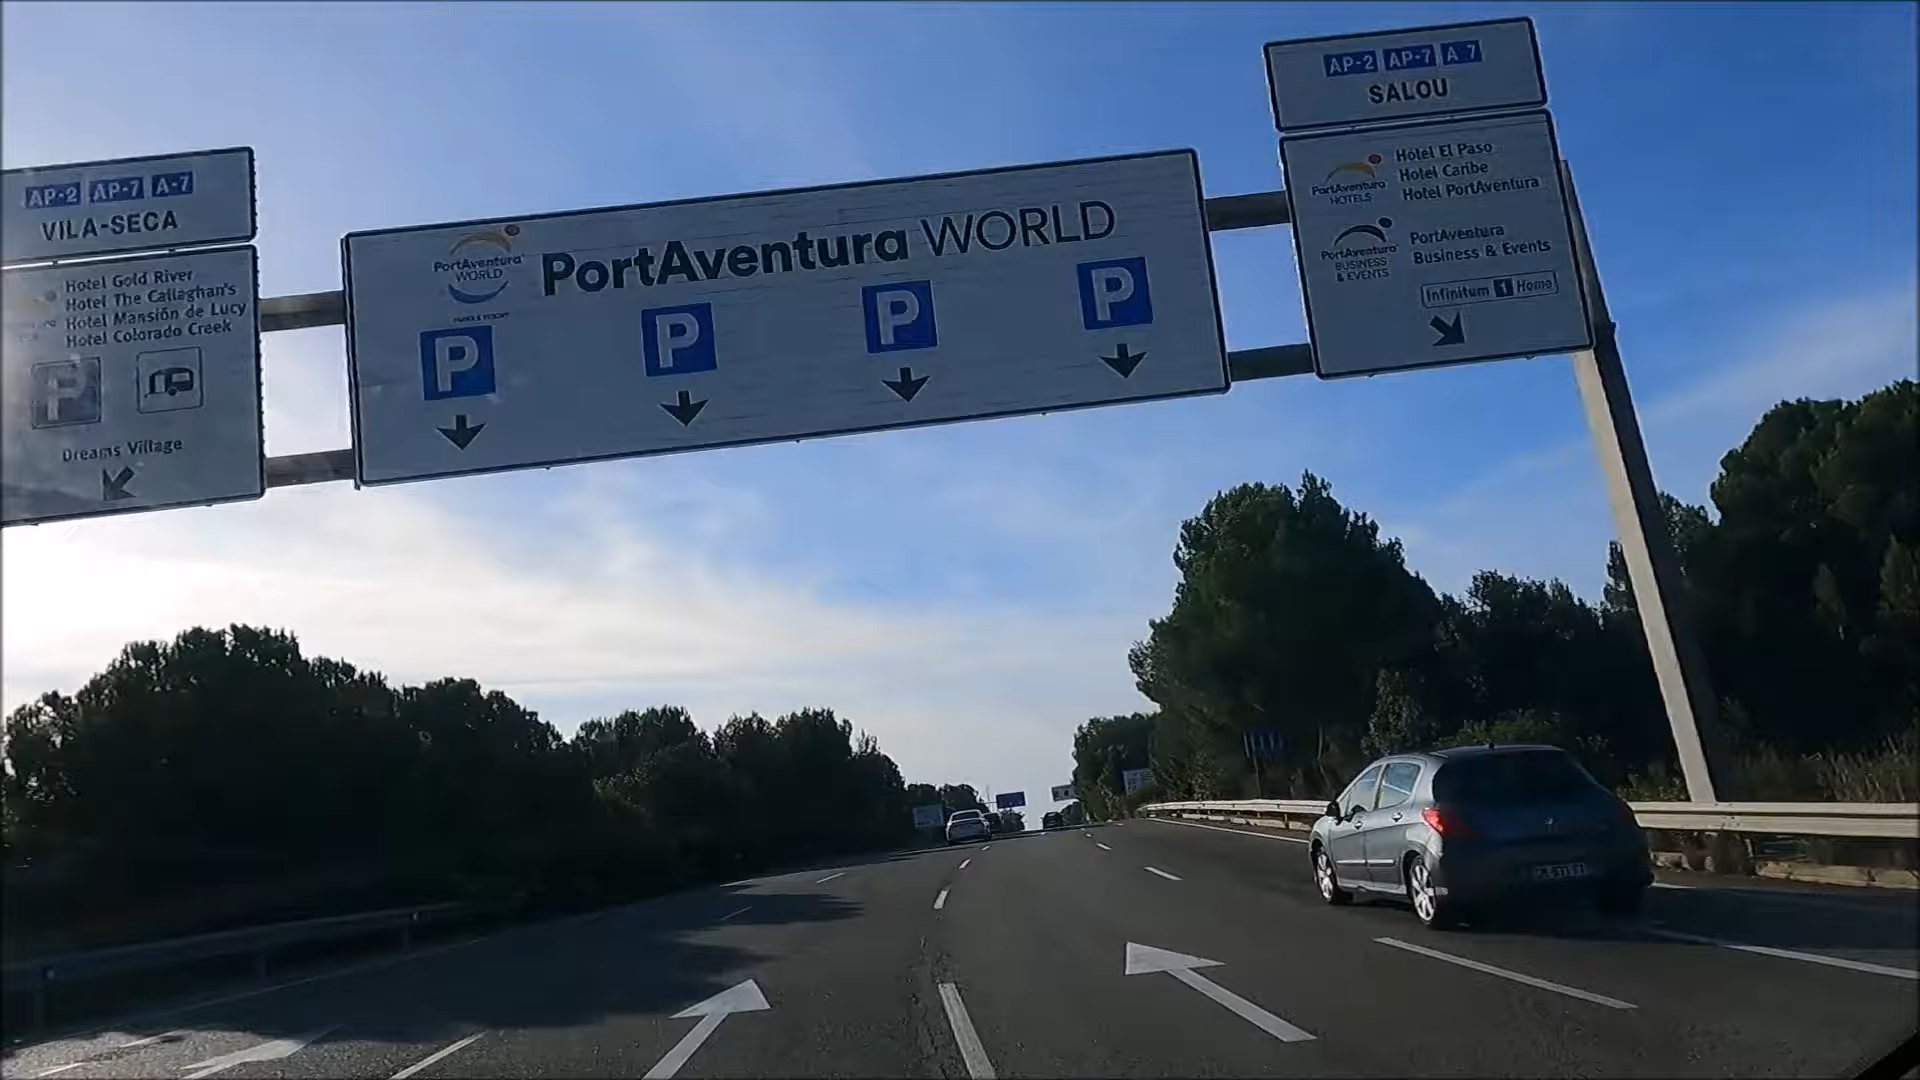 AP-2 AP-7 A-7
VILA-SECA
Hotel Gold River
Hotel The Callaghan's
Hotel Mansión de Lucy
Hotel Colorado Creek
P
Dreams Village
PortAventura
WORLD
PortAventura WORLD
P P P P
AP-2 AP-7 A 7
SALOU
PortAventura
HOTELS
Hotel El Paso
Hotel Caribe
Hotel PortAventura
PortAventura
BUSINESS
& EVENTS
PortAventura
Business & Events
Infinitum 1 Home